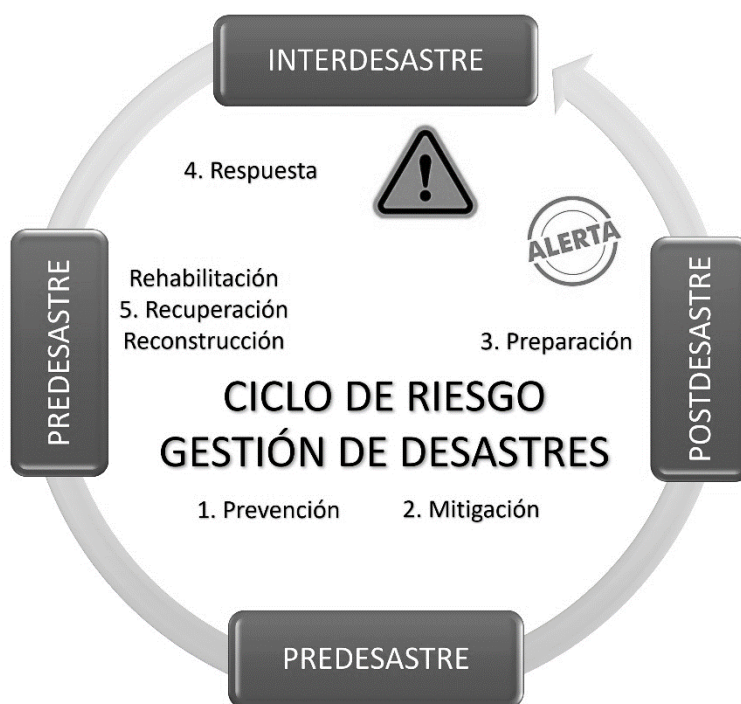 INTERDESASTRE
4. Respuesta
ALERTA
PREDESASTRE
Rehabilitación
5. Recuperación
Reconstrucción
3. Preparación
POSTDESASTRE
CICLO DE RIESGO
GESTIÓN DE DESASTRES
1. Prevención
2. Mitigación
PREDESASTRE